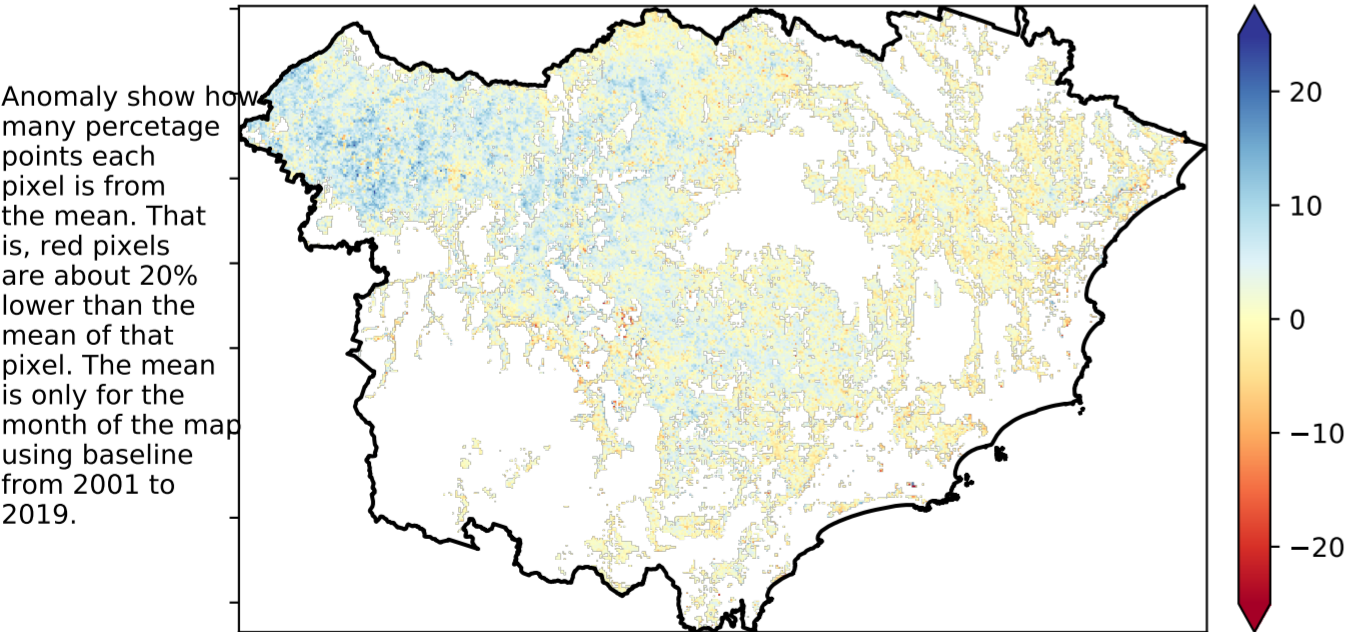 Anomaly show how
many percetage
points each
pixel is from
the mean. That
is, red pixels
are about 20%
lower than the
mean of that
pixel. The mean
is only for the
month of the map
using baseline
from 2001 to
2019.
20
10
0
−10
−20